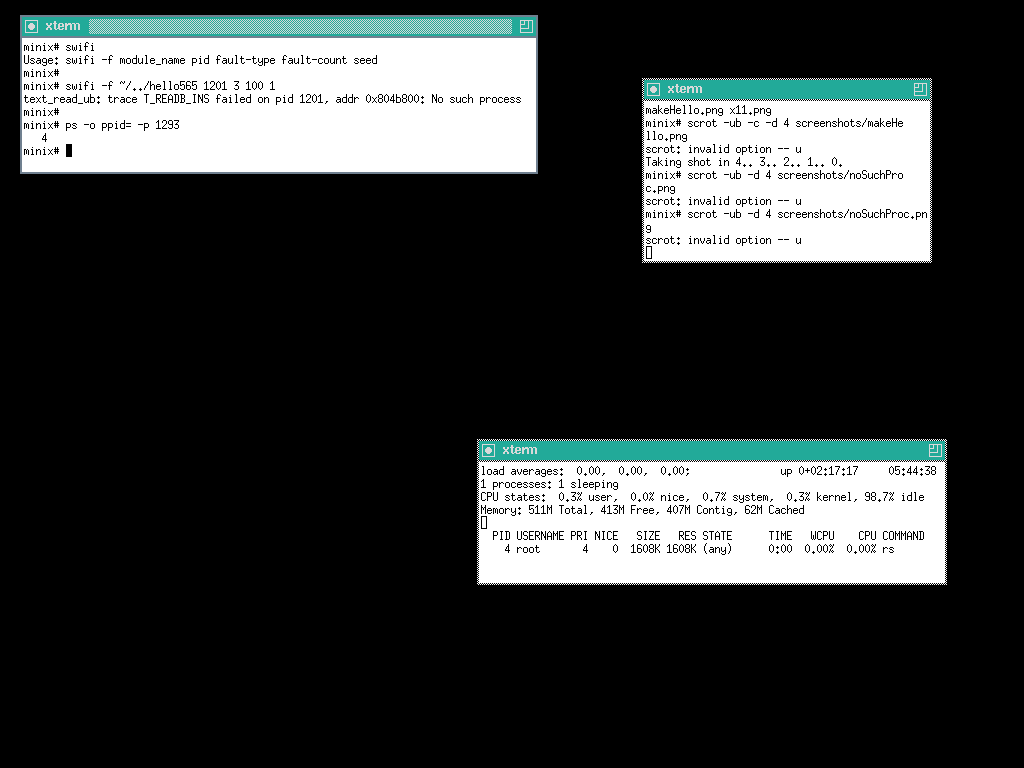 xterm
minix# swifi
Usage: swifi -f module_name pid fault-type fault-count seed
minix#
minix# swifi -f ~/../hello565 1201 3 100 1
text_read_ub: trace T_READB_INS failed on pid 1201, addr 0x804b800: No such process
minix#
minix# ps -o ppid= -p 1293
4
minix#
xterm
makeHello.png x11.png
minix# scrot -ub -c -d 4 screenshots/makeHe
llo.png
scrot: invalid option -- u
Taking shot in 4.. 3.. 2.. 1.. 0.
minix# scrot -ub -d 4 screenshots/noSuchPro
c.png
scrot: invalid option -- u
minix# scrot -ub -d 4 screenshots/noSuchProc.pn
g
scrot: invalid option -- u
xterm
load averages:  0.00,  0.00,  0.00;               up 0+02:17:17     05:44:38
1 processes: 1 sleeping
CPU states:  0.3% user,  0.0% nice,  0.7% system,  0.3% kernel, 98.7% idle
Memory: 511M Total, 413M Free, 407M Contig, 62M Cached
PID USERNAME PRI NICE   SIZE   RES STATE      TIME   WCPU    CPU COMMAND
4 root       4    0  1608K 1608K (any)      0:00  0.00%  0.00% rs